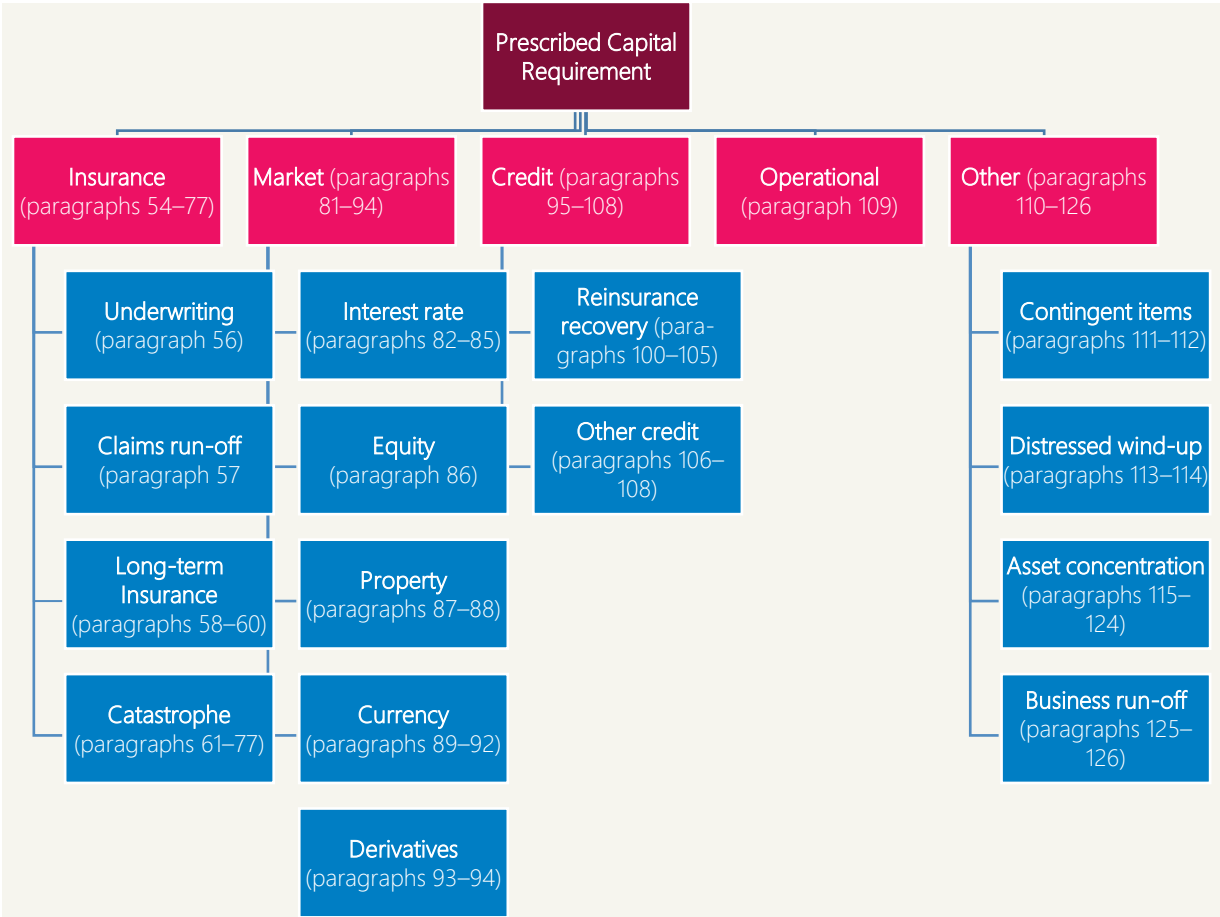 Prescribed Capital
Requirement
Insurance
(paragraphs 54–77)
Market (paragraphs
81–94)
Credit (paragraphs
95–108)
Operational
(paragraph 109)
Other (paragraphs
110–126
Underwriting
(paragraph 56)
Claims run-off
(paragraph 57
Long-term
Insurance
(paragraphs 58–60)
Catastrophe
(paragraphs 61–77)
Interest rate
(paragraphs 82–85)
Equity
(paragraph 86)
Property
(paragraphs 87–88)
Currency
(paragraphs 89–92)
Derivatives
(paragraphs 93–94)
Reinsurance
recovery (para-
graphs 100–105)
Other credit
(paragraphs 106–
108)
Contingent items
(paragraphs 111–112)
Distressed wind-up
(paragraphs 113–114)
Asset concentration
(paragraphs 115–
124)
Business run-off
(paragraphs 125–
126)